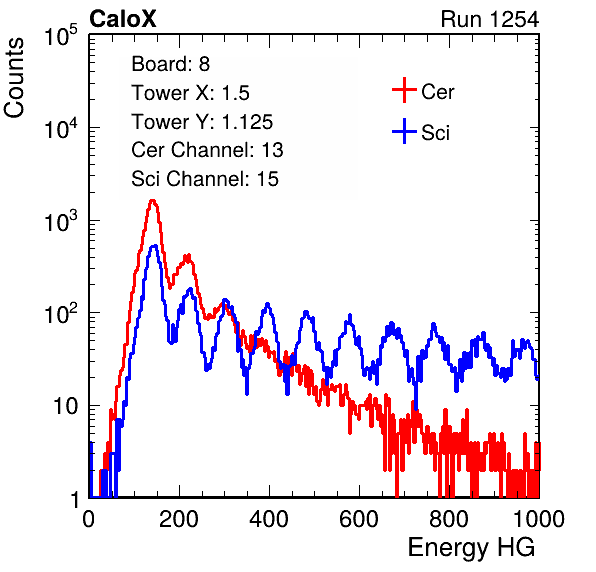 CaloX Run 1254
Counts
Board: 8
Tower X: 1.5
Tower Y: 1.125
Cer Channel: 13
Sci Channel: 15
Cer
Sci
10^5
10^4
10^3
10^2
10
1
0 200 400 600 800 1000
Energy HG